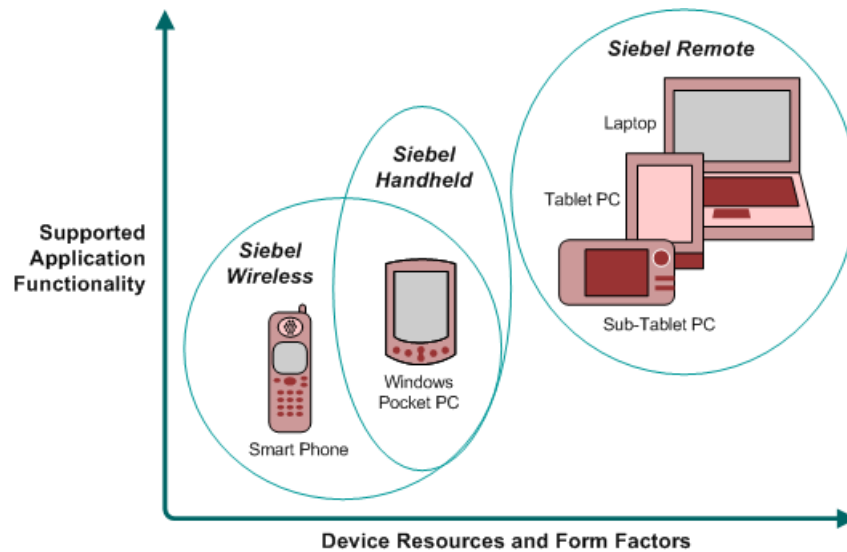 Siebel Remote
Laptop
Siebel
Handheld
Tablet PC
Supported
Application
Functionality
Siebel
Wireless
Sub-Tablet PC
Windows
Pocket PC
Smart Phone
Device Resources and Form Factors